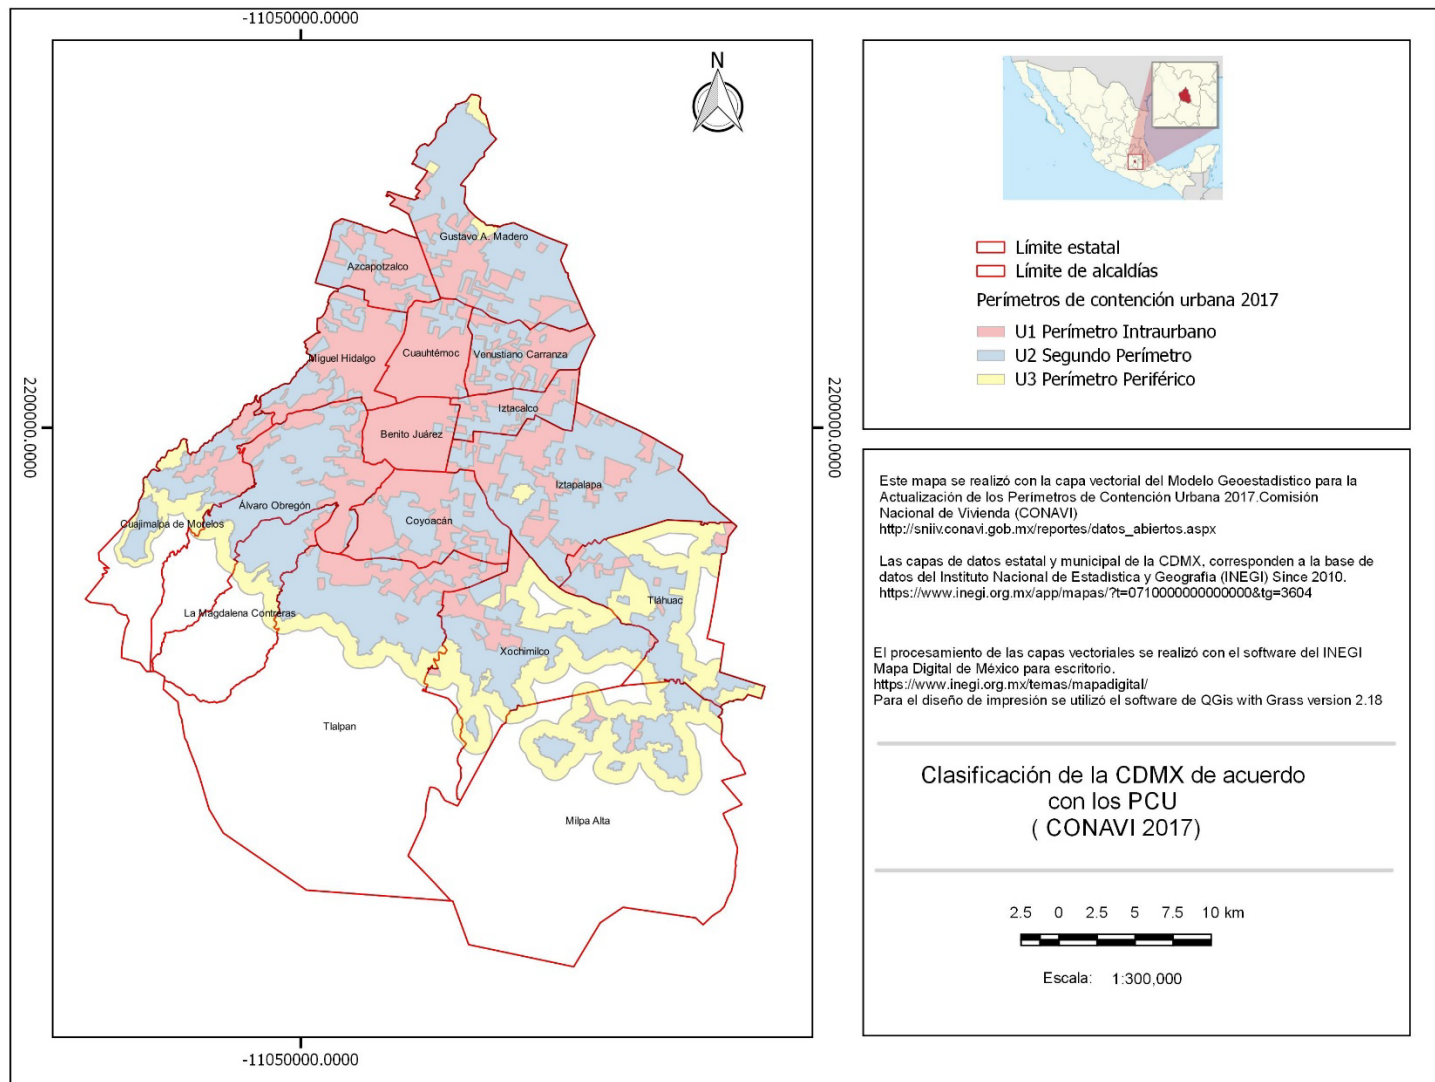 -11050000.0000
N
2200000.0000
2200000.0000
Gustavo A. Madero
Azcapotzalco
Miguel Hidalgo
Cuauhtémoc
Venustiano Carranza
Iztacalco
Benito Juárez
Iztapalapa
Álvaro Obregón
Coyoacán
Cuajimalpa de Morelos
La Magdalena Contreras
Tláhuac
Xochimilco
Tlalpan
Milpa Alta
-11050000.0000
Límite estatal
Límite de alcaldías
Perímetros de contención urbana 2017
U1 Perímetro Intraurbano
U2 Segundo Perímetro
U3 Perímetro Periférico
Este mapa se realizó con la capa vectorial del Modelo Geoestadístico para la
Actualización de los Perímetros de Contención Urbana 2017.Comisión
Nacional de Vivienda (CONAVI)
http://sniiv.conavi.gob.mx/reportes/datos_abiertos.aspx
Las capas de datos estatal y municipal de la CDMX, corresponden a la base de
datos del Instituto Nacional de Estadística y Geografía (INEGI) Since 2010.
https://www.inegi.org.mx/app/mapas/?t=0710000000000000&tg=3604
El procesamiento de las capas vectoriales se realizó con el software del INEGI
Mapa Digital de México para escritorio.
https://www.inegi.org.mx/temas/mapadigital/
Para el diseño de impresión se utilizó el software de QGis with Grass version 2.18
Clasificación de la CDMX de acuerdo
con los PCU
( CONAVI 2017)
2.5 0 2.5 5 7.5 10 km
Escala: 1:300,000